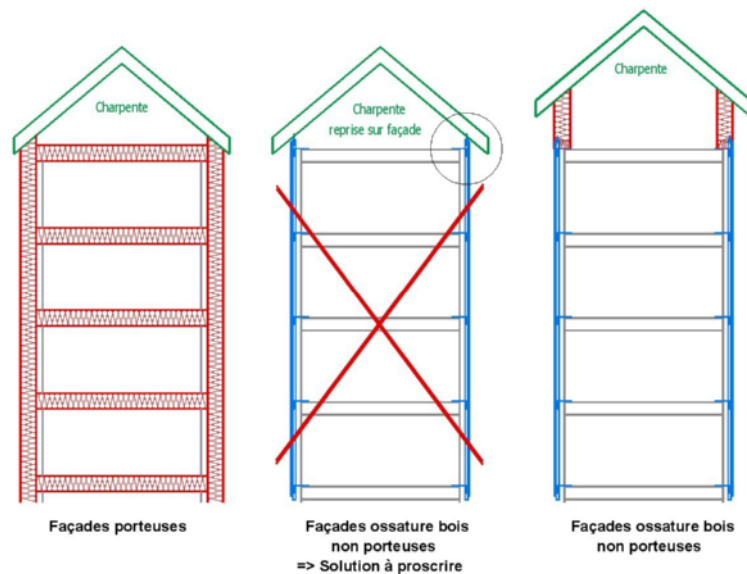 Charpente
Charpente
reprise sur façade
Charpente
Façades porteuses
Façades ossature bois
non porteuses
=> Solution à proscrire
Façades ossature bois
non porteuses